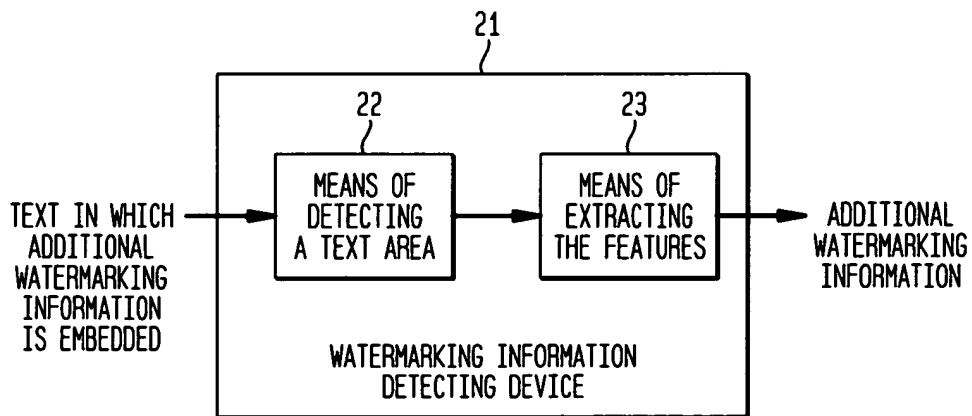 21
22
23
MEANS OF
DETECTING
A TEXT AREA
MEANS OF
EXTRACTING
THE FEATURES
TEXT IN WHICH
ADDITIONAL
WATERMARKING
INFORMATION
IS EMBEDDED
ADDITIONAL
WATERMARKING
INFORMATION
WATERMARKING INFORMATION
DETECTING DEVICE